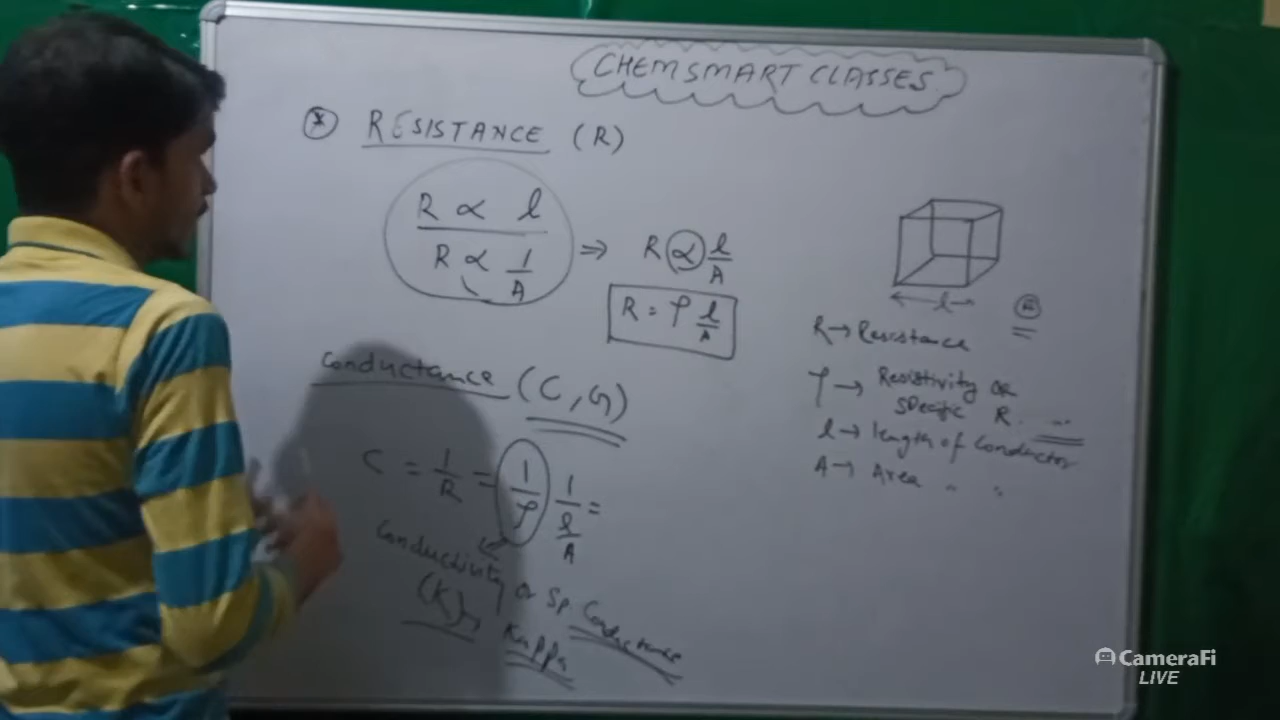 CHEMSMART CLASSES
RESISTANCE (R)
R ∝ l
R ∝ 1/A
⇒ R ∝ l/A
R = ρ l/A
l
R → Resistance
ρ → Resistivity or
specific R.
l → length of conductor
A → Area " "
Conductance (C, G)
C = 1/R = 1/ρ 1/(l/A) =
Conductivity or Sp. Conductance
(K) → Kappa
CameraFi
LIVE